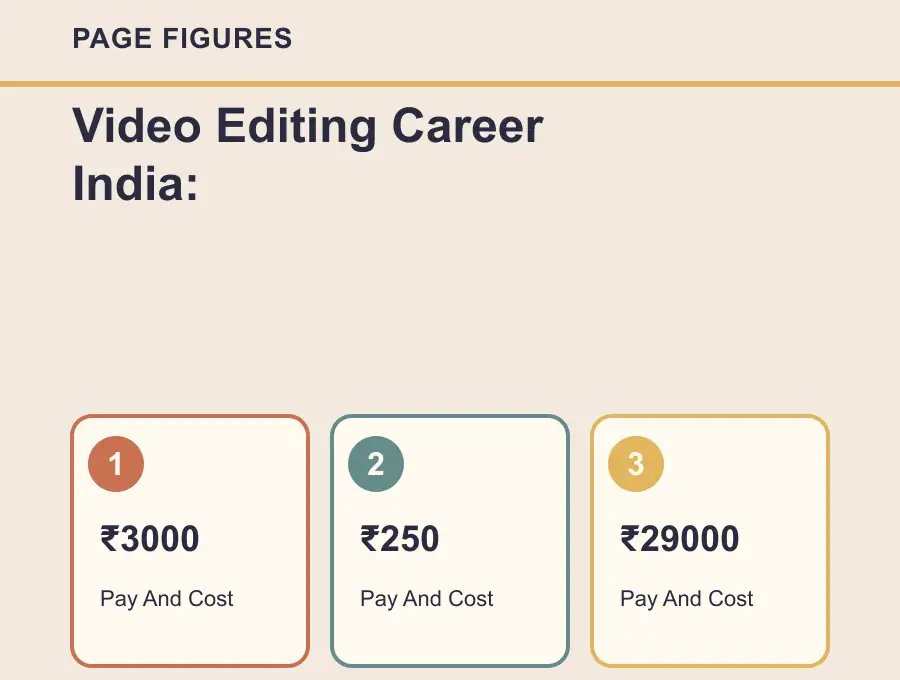 PAGE FIGURES
Video Editing Career
India:
1
₹3000
Pay And Cost
2
₹250
Pay And Cost
3
₹29000
Pay And Cost